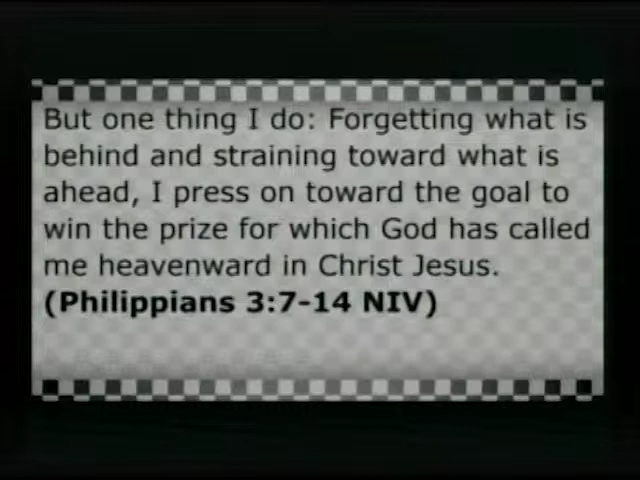 But one thing I do: Forgetting what is
behind and straining toward what is
ahead, I press on toward the goal to
win the prize for which God has called
me heavenward in Christ Jesus.
(Philippians 3:7-14 NIV)